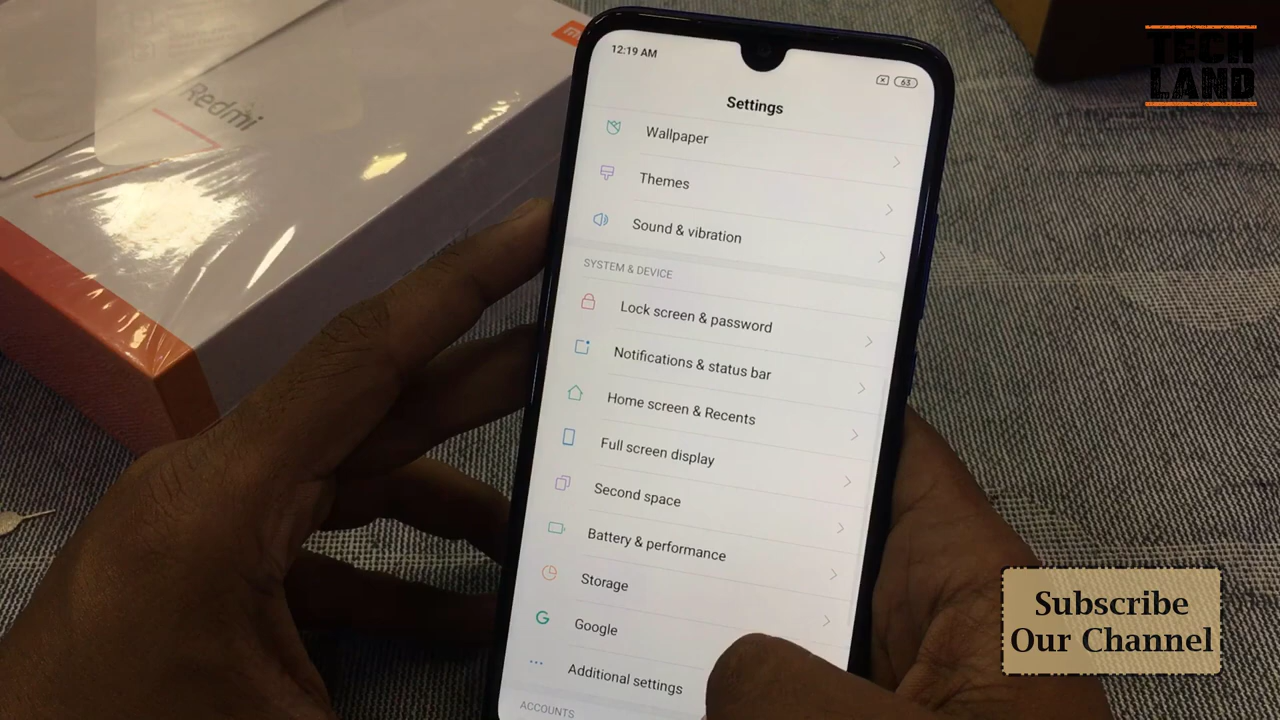 Redmi
mi
TECH
LAND
12:19 AM
63
Settings
Wallpaper
Themes
Sound & vibration
SYSTEM & DEVICE
Lock screen & password
Notifications & status bar
Home screen & Recents
Full screen display
Second space
Battery & performance
Storage
Google
Additional settings
ACCOUNTS
Subscribe
Our Channel